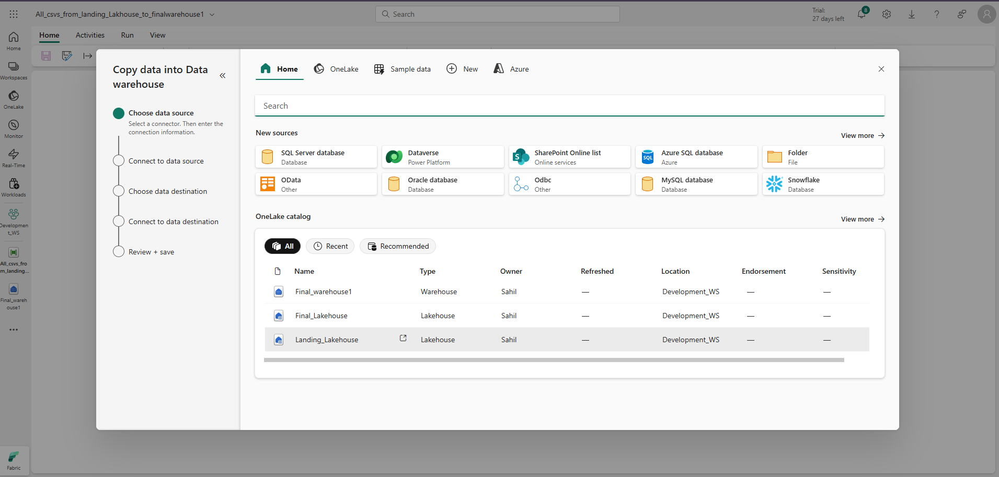 All_csvs_from_landing_Lakhouse_to_finalwarehouse1
Search
Trial:
27 days left
8
Home
Activities
Run
View
Home
Workspaces
OneLake
Monitor
Real-Time
Workloads
Developmen
t_WS
All_csvs_fro
m_landing...
Final_wareh
ouse1
Fabric
Copy data into Data
warehouse
Choose data source
Select a connector. Then enter the
connection information.
Connect to data source
Choose data destination
Connect to data destination
Review + save
Home
OneLake
Sample data
New
Azure
Search
New sources
View more
SQL Server database
Database
Dataverse
Power Platform
SharePoint Online list
Online services
SQL
Azure SQL database
Azure
Folder
File
OData
Other
Oracle database
Database
Odbc
Other
MySQL database
Database
Snowflake
Database
OneLake catalog
View more
All
Recent
Recommended
Name Type Owner Refreshed Location Endorsement Sensitivity
Final_warehouse1 Warehouse Sahil — Development_WS — —
Final_Lakehouse Lakehouse Sahil — Development_WS — —
Landing_Lakehouse Lakehouse Sahil — Development_WS — —